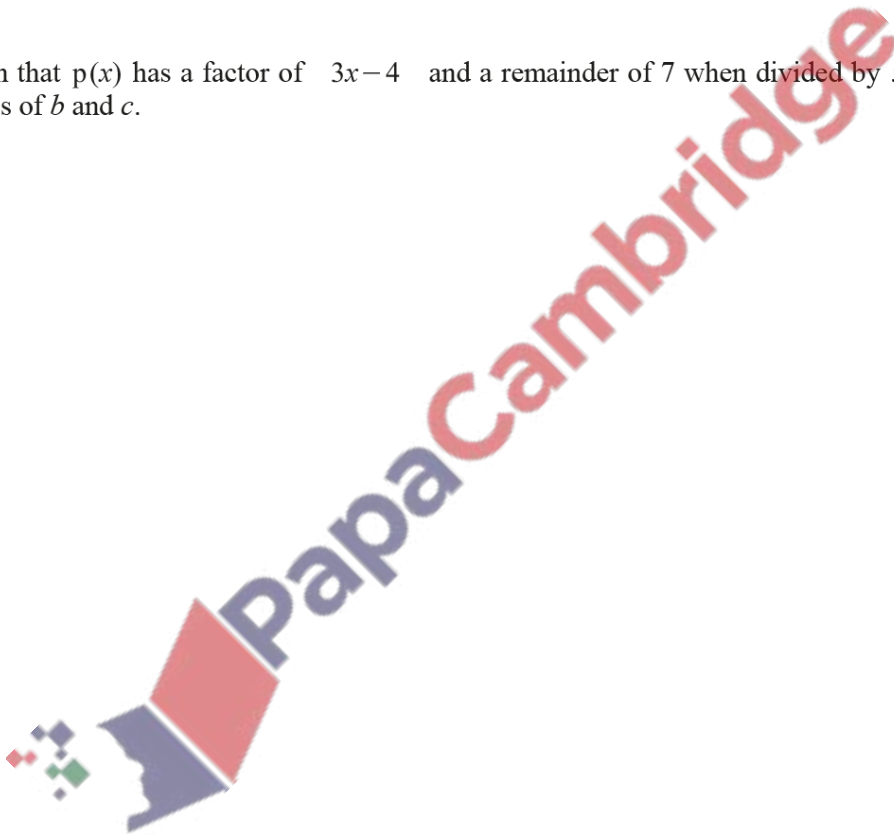 that p(x) has a factor of 3x−4 and a remainder of 7 when divided by
s of b and c.
PapaCambridge